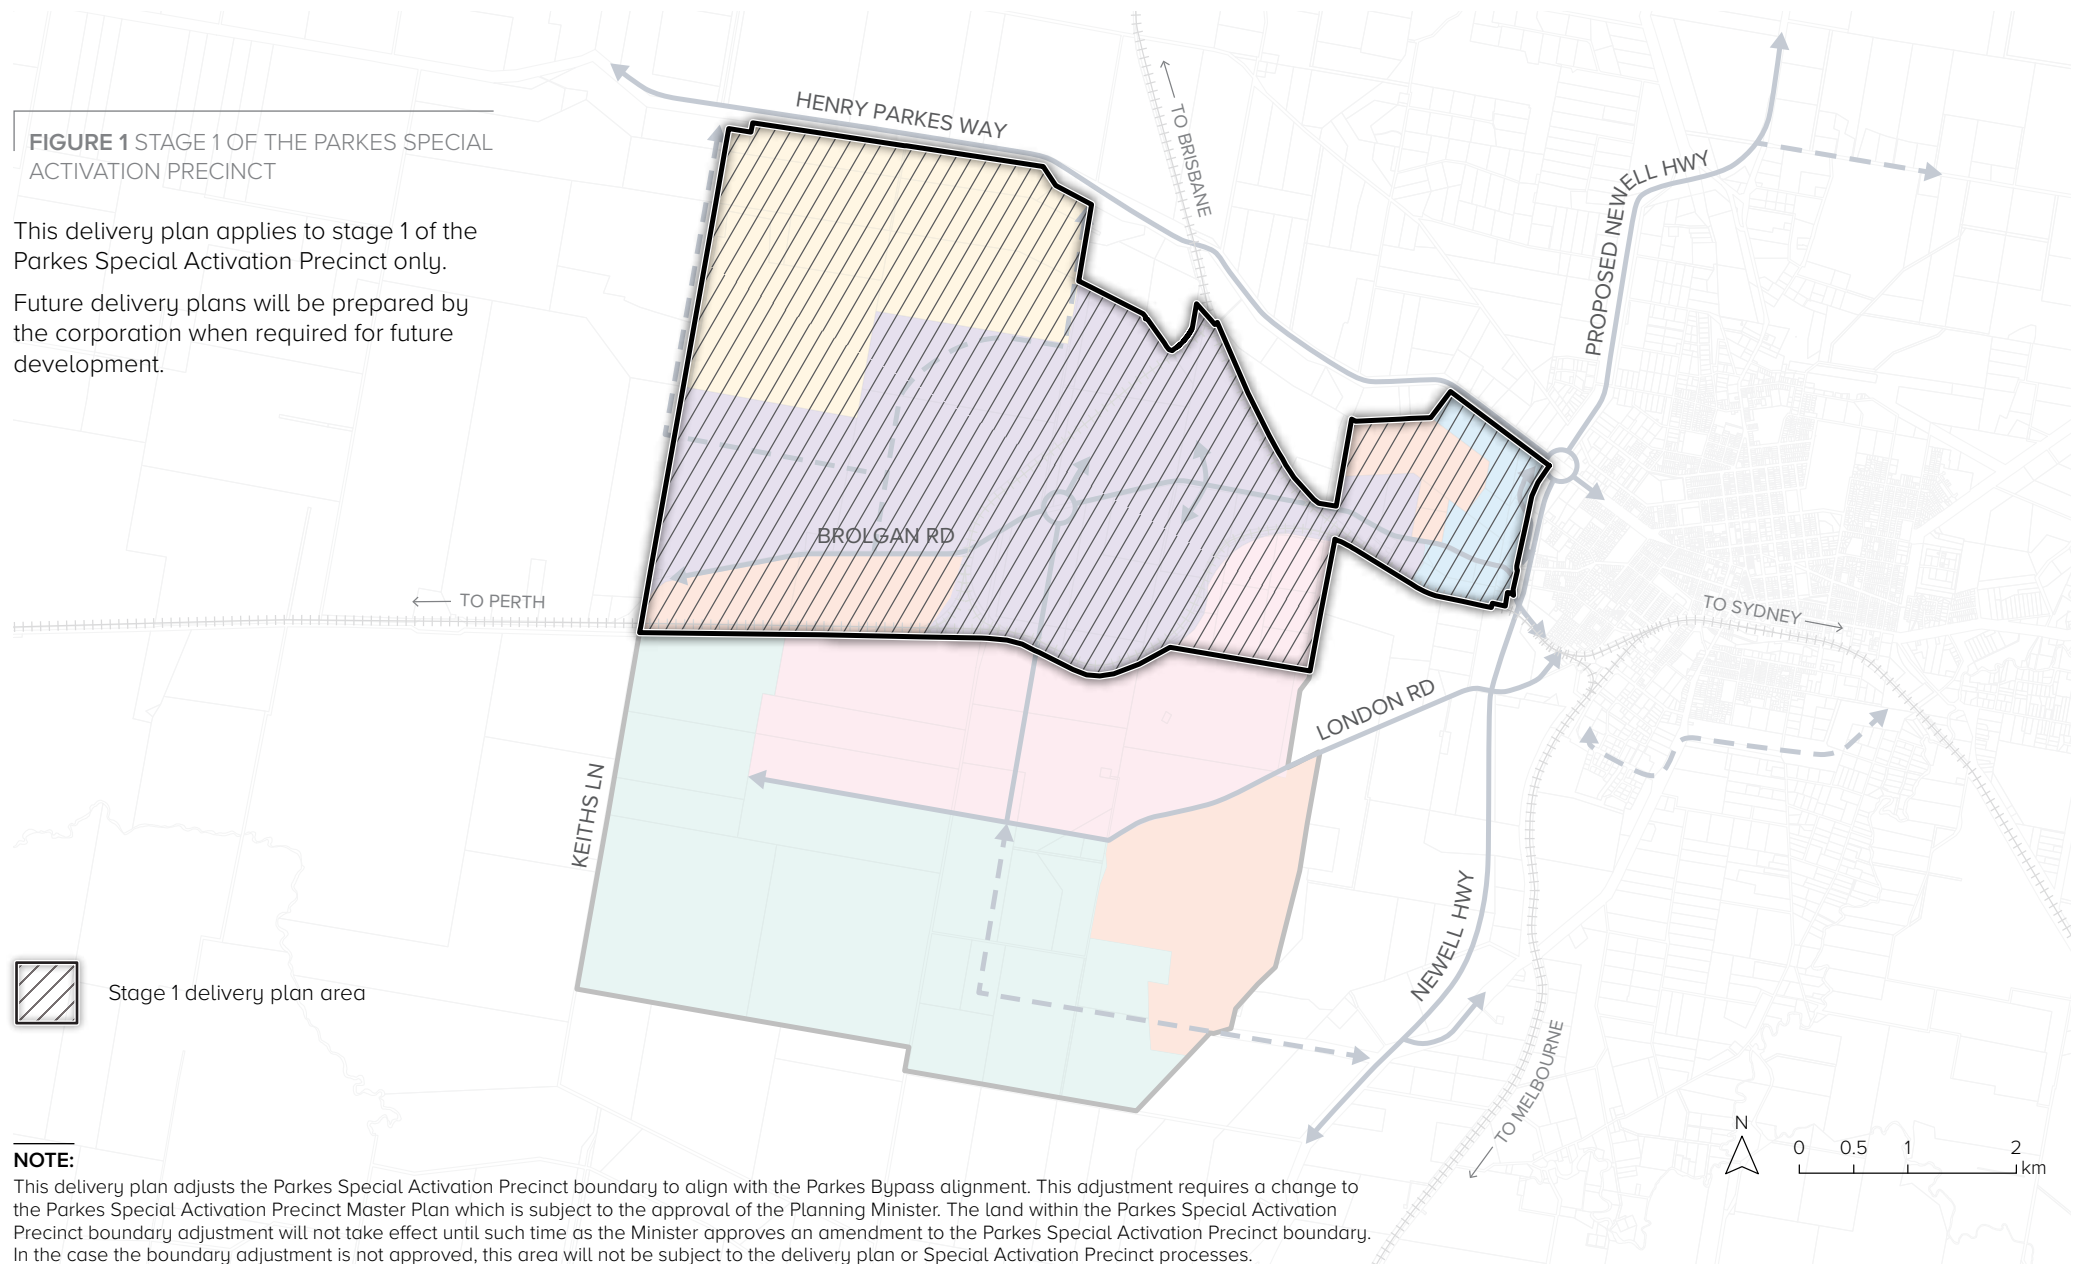 FIGURE 1 STAGE 1 OF THE PARKES SPECIAL
ACTIVATION PRECINCT
This delivery plan applies to stage 1 of the
Parkes Special Activation Precinct only.
Future delivery plans will be prepared by
the corporation when required for future
development.
HENRY PARKES WAY
TO BRISBANE
PROPOSED NEWELL HWY
BROLGAN RD
TO PERTH
TO SYDNEY
LONDON RD
KEITHS LN
NEWELL HWY
TO MELBOURNE
Stage 1 delivery plan area
N
0 0.5 1 2
km
NOTE:
This delivery plan adjusts the Parkes Special Activation Precinct boundary to align with the Parkes Bypass alignment. This adjustment requires a change to
the Parkes Special Activation Precinct Master Plan which is subject to the approval of the Planning Minister. The land within the Parkes Special Activation
Precinct boundary adjustment will not take effect until such time as the Minister approves an amendment to the Parkes Special Activation Precinct boundary.
In the case the boundary adjustment is not approved, this area will not be subject to the delivery plan or Special Activation Precinct processes.